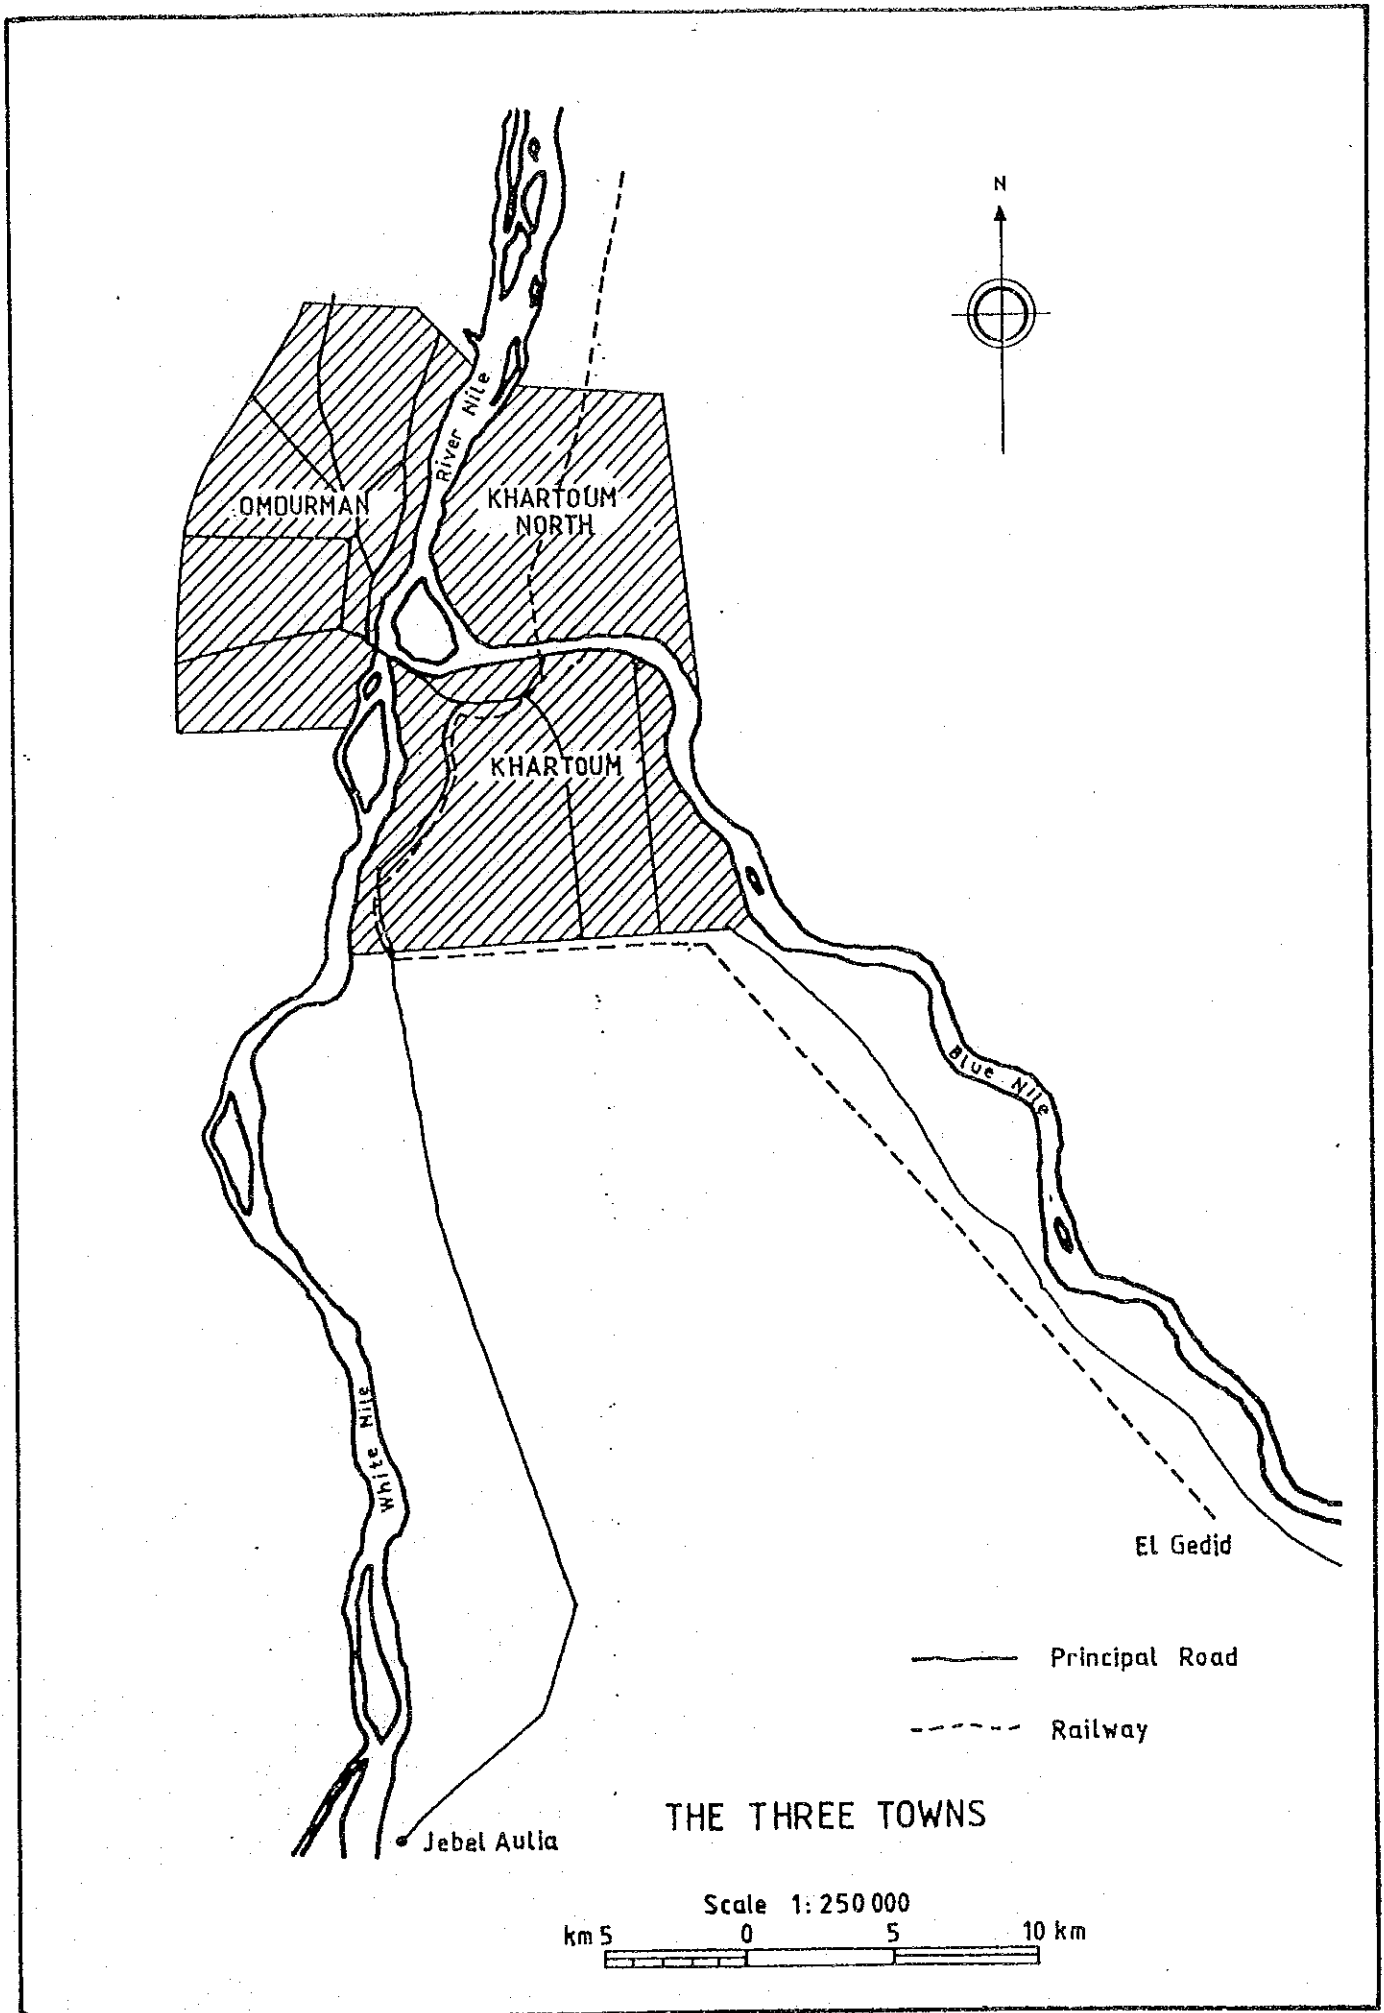 N
River Nile
OMDURMAN
KHARTOUM
NORTH
KHARTOUM
Blue Nile
White Nile
El Gedid
Principal Road
Railway
THE THREE TOWNS
Jebel Aulia
Scale 1:250 000
km 5 0 5 10 km